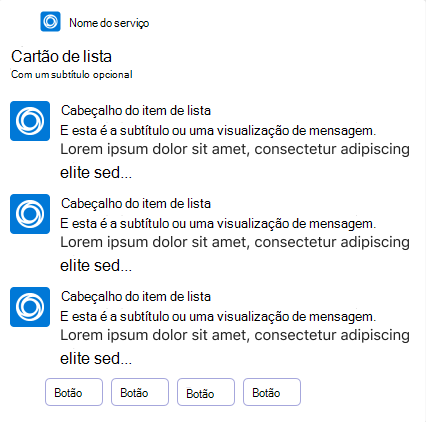 Nome do serviço
Cartão de lista
Com um subtítulo opcional
Cabeçalho do item de lista
E esta é a subtítulo ou uma visualização de mensagem.
Lorem ipsum dolor sit amet, consectetur adipiscing
elite sed...
Cabeçalho do item de lista
E esta é a subtítulo ou uma visualização de mensagem.
Lorem ipsum dolor sit amet, consectetur adipiscing
elite sed...
Cabeçalho do item de lista
E esta é a subtítulo ou uma visualização de mensagem.
Lorem ipsum dolor sit amet, consectetur adipiscing
elite sed...
Botão Botão Botão Botão